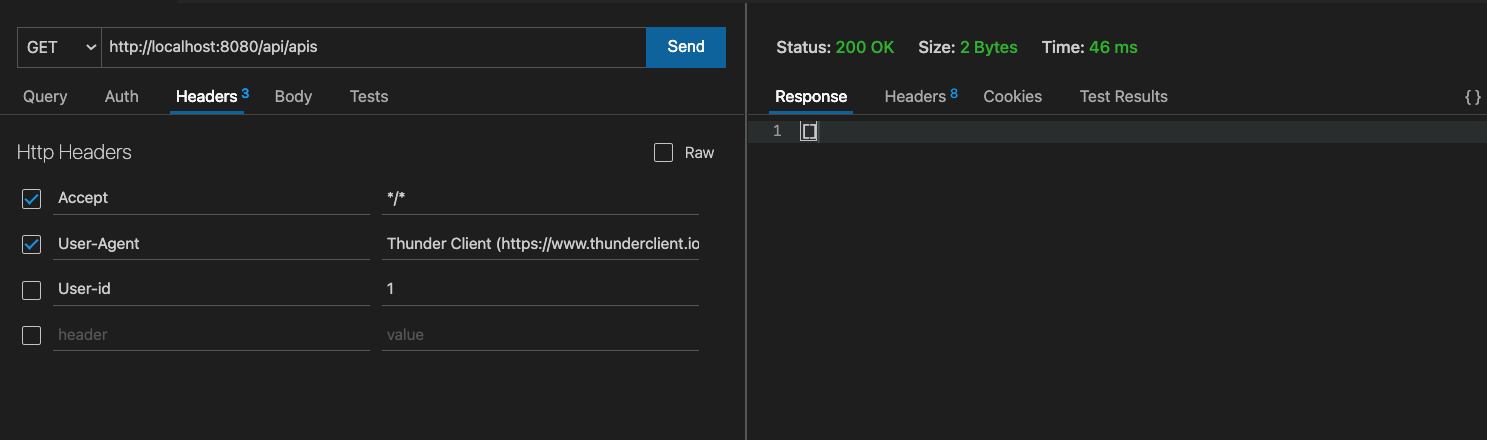 GET http://localhost:8080/api/apis Send
Query Auth Headers 3 Body Tests
Http Headers Raw
Accept */*
User-Agent Thunder Client (https://www.thunderclient.io
User-id 1
header value
Status: 200 OK Size: 2 Bytes Time: 46 ms
Response Headers 8 Cookies Test Results { }
1 []